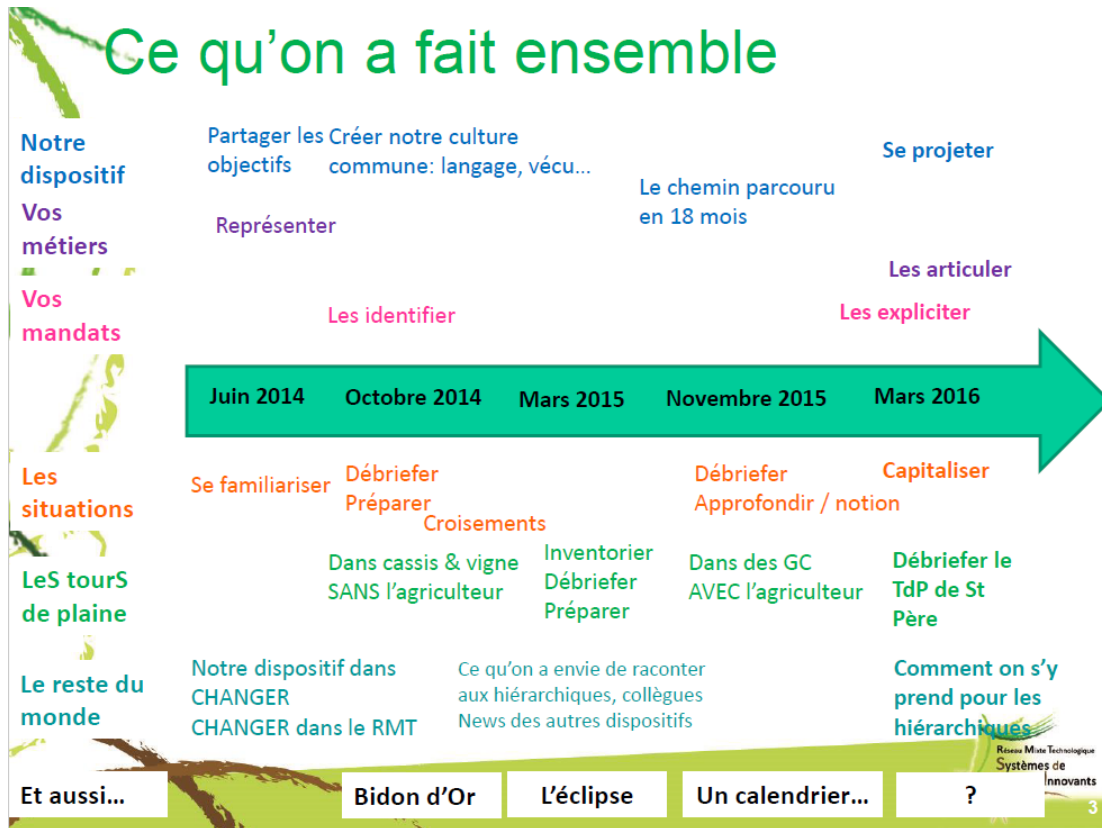 Ce qu'on a fait ensemble
Notre
dispositif
Partager les
objectifs
Créer notre culture
commune: langage, vécu...
Le chemin parcouru
en 18 mois
Se projeter
Vos
métiers
Représenter
Les articuler
Vos
mandats
Les identifier
Les expliciter
Juin 2014
Octobre 2014
Mars 2015
Novembre 2015
Mars 2016
Les
situations
Se familiariser
Débriefer
Préparer
Croisements
Débriefer
Approfondir / notion
Capitaliser
LeS tourS
de plaine
Dans cassis & vigne
SANS l'agriculteur
Inventorier
Débriefer
Préparer
Dans des GC
AVEC l'agriculteur
Débriefer le
TdP de St
Père
Le reste du
monde
Notre dispositif dans
CHANGER
CHANGER dans le RMT
Ce qu'on a envie de raconter
aux hiérarchiques, collègues
News des autres dispositifs
Comment on s'y
prend pour les
hiérarchiques
Réseau Mixte Technologique
Systèmes de
Innovants
Et aussi...
Bidon d'Or
L'éclipse
Un calendrier...
?
3